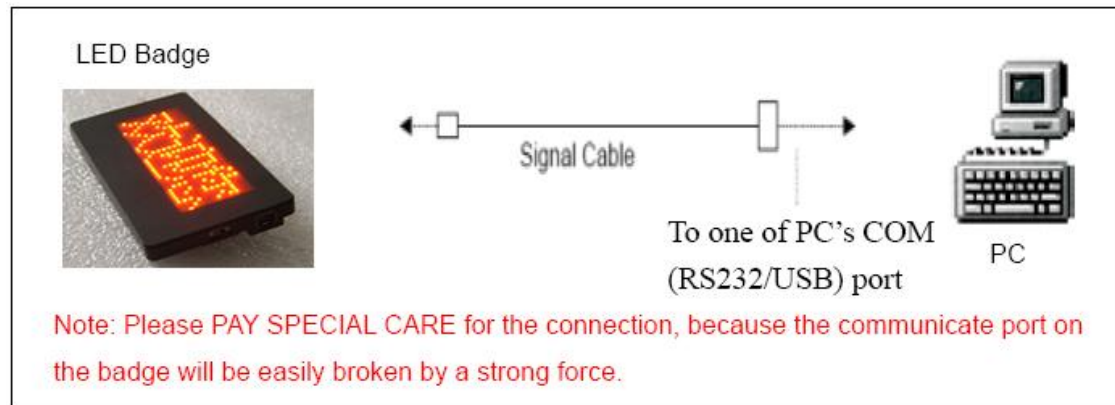 LED Badge
Signal Cable
To one of PC's COM
(RS232/USB) port
PC
Note: Please PAY SPECIAL CARE for the connection, because the communicate port on
the badge will be easily broken by a strong force.